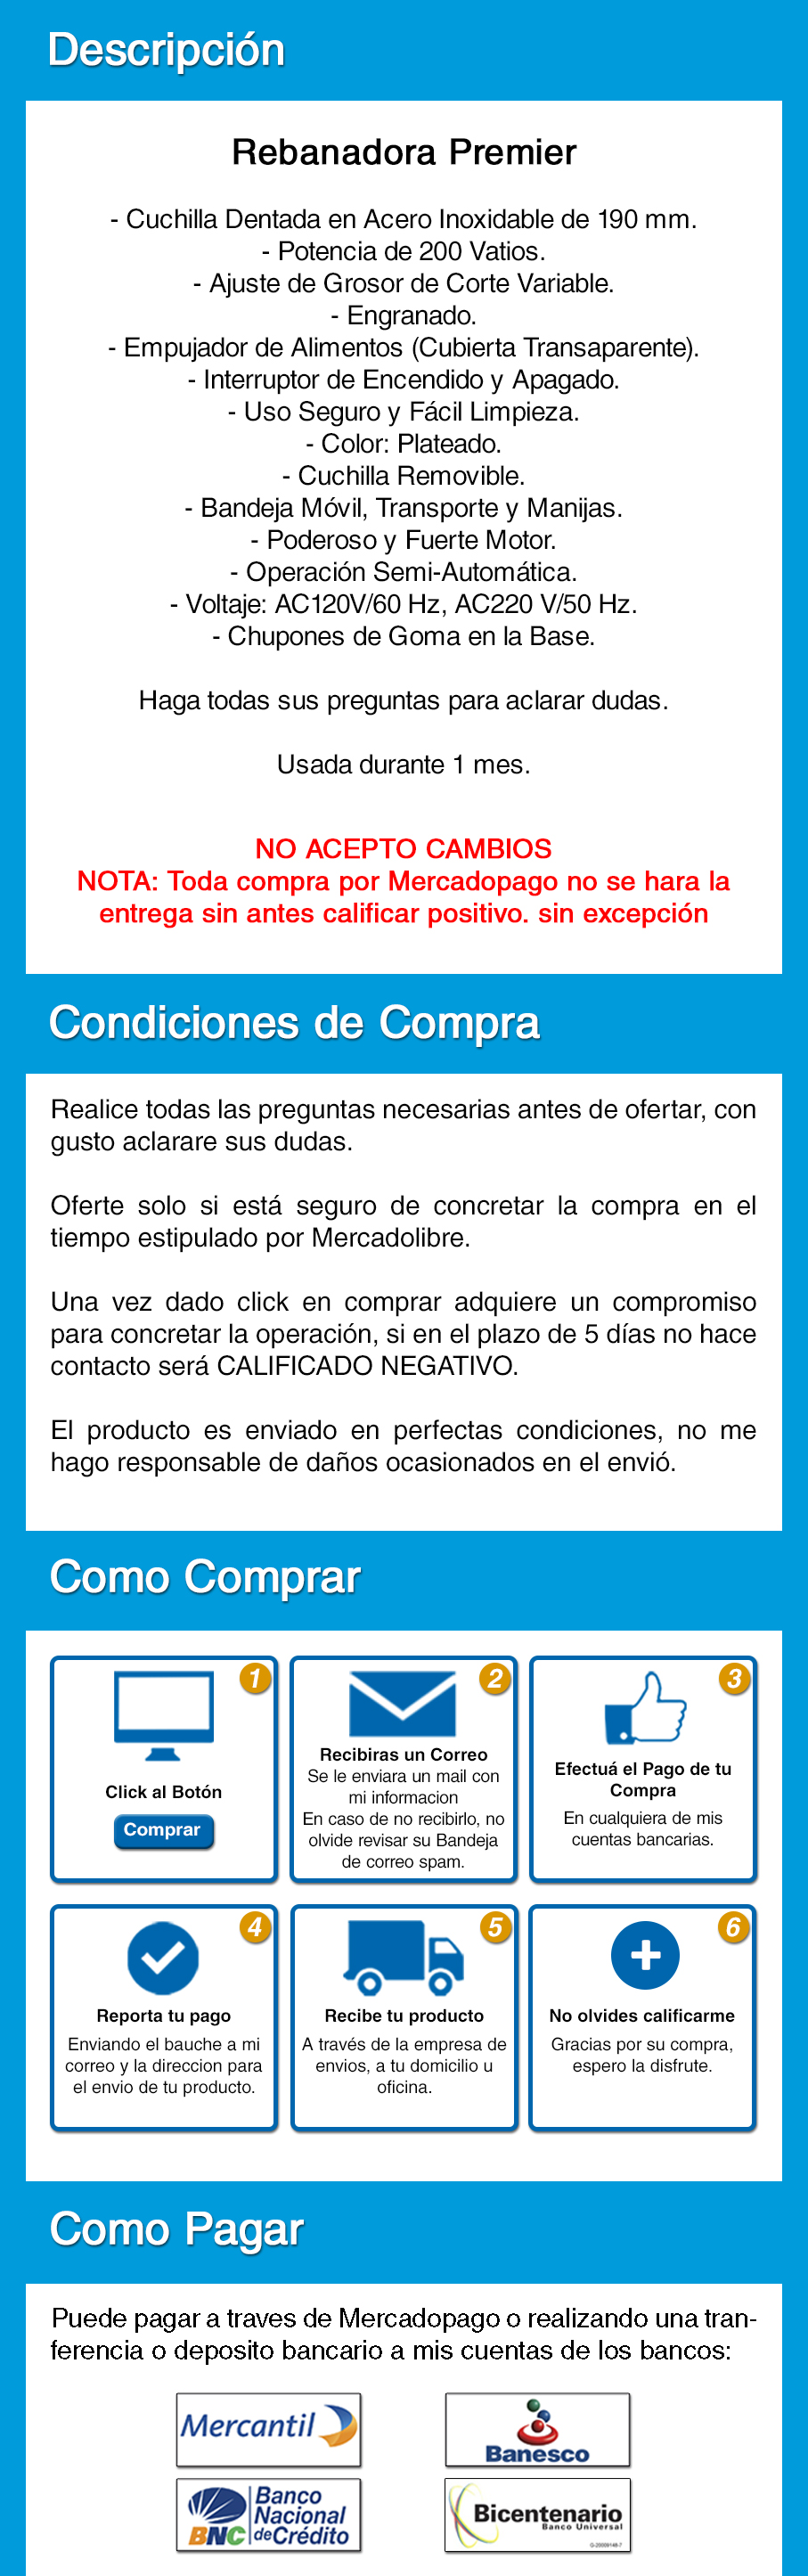 Descripción
Rebanadora Premier
- Cuchilla Dentada en Acero Inoxidable de 190 mm.
- Potencia de 200 Vatios.
- Ajuste de Grosor de Corte Variable.
- Engranado.
- Empujador de Alimentos (Cubierta Transaparente).
- Interruptor de Encendido y Apagado.
- Uso Seguro y Fácil Limpieza.
- Color: Plateado.
- Cuchilla Removible.
- Bandeja Móvil, Transporte y Manijas.
- Poderoso y Fuerte Motor.
- Operación Semi-Automática.
- Voltaje: AC120V/60 Hz, AC220 V/50 Hz.
- Chupones de Goma en la Base.
Haga todas sus preguntas para aclarar dudas.
Usada durante 1 mes.
NO ACEPTO CAMBIOS
NOTA: Toda compra por Mercadopago no se hara la
entrega sin antes calificar positivo. sin excepción
Condiciones de Compra
Realice todas las preguntas necesarias antes de ofertar, con
gusto aclarare sus dudas.
Oferte solo si está seguro de concretar la compra en el
tiempo estipulado por Mercadolibre.
Una vez dado click en comprar adquiere un compromiso
para concretar la operación, si en el plazo de 5 días no hace
contacto será CALIFICADO NEGATIVO.
El producto es enviado en perfectas condiciones, no me
hago responsable de daños ocasionados en el envió.
Como Comprar
1
Click al Botón
Comprar
2
Recibiras un Correo
Se le enviara un mail con
mi informacion
En caso de no recibirlo, no
olvide revisar su Bandeja
de correo spam.
3
Efectuá el Pago de tu
Compra
En cualquiera de mis
cuentas bancarias.
4
Reporta tu pago
Enviando el bauche a mi
correo y la direccion para
el envio de tu producto.
5
Recibe tu producto
A través de la empresa de
envios, a tu domicilio u
oficina.
6
No olvides calificarme
Gracias por su compra,
espero la disfrute.
Como Pagar
Puede pagar a traves de Mercadopago o realizando una tran-
ferencia o deposito bancario a mis cuentas de los bancos:
Mercantil
Banesco
BNC
Banco
Nacional
de Crédito
Bicentenario
Banco Universal